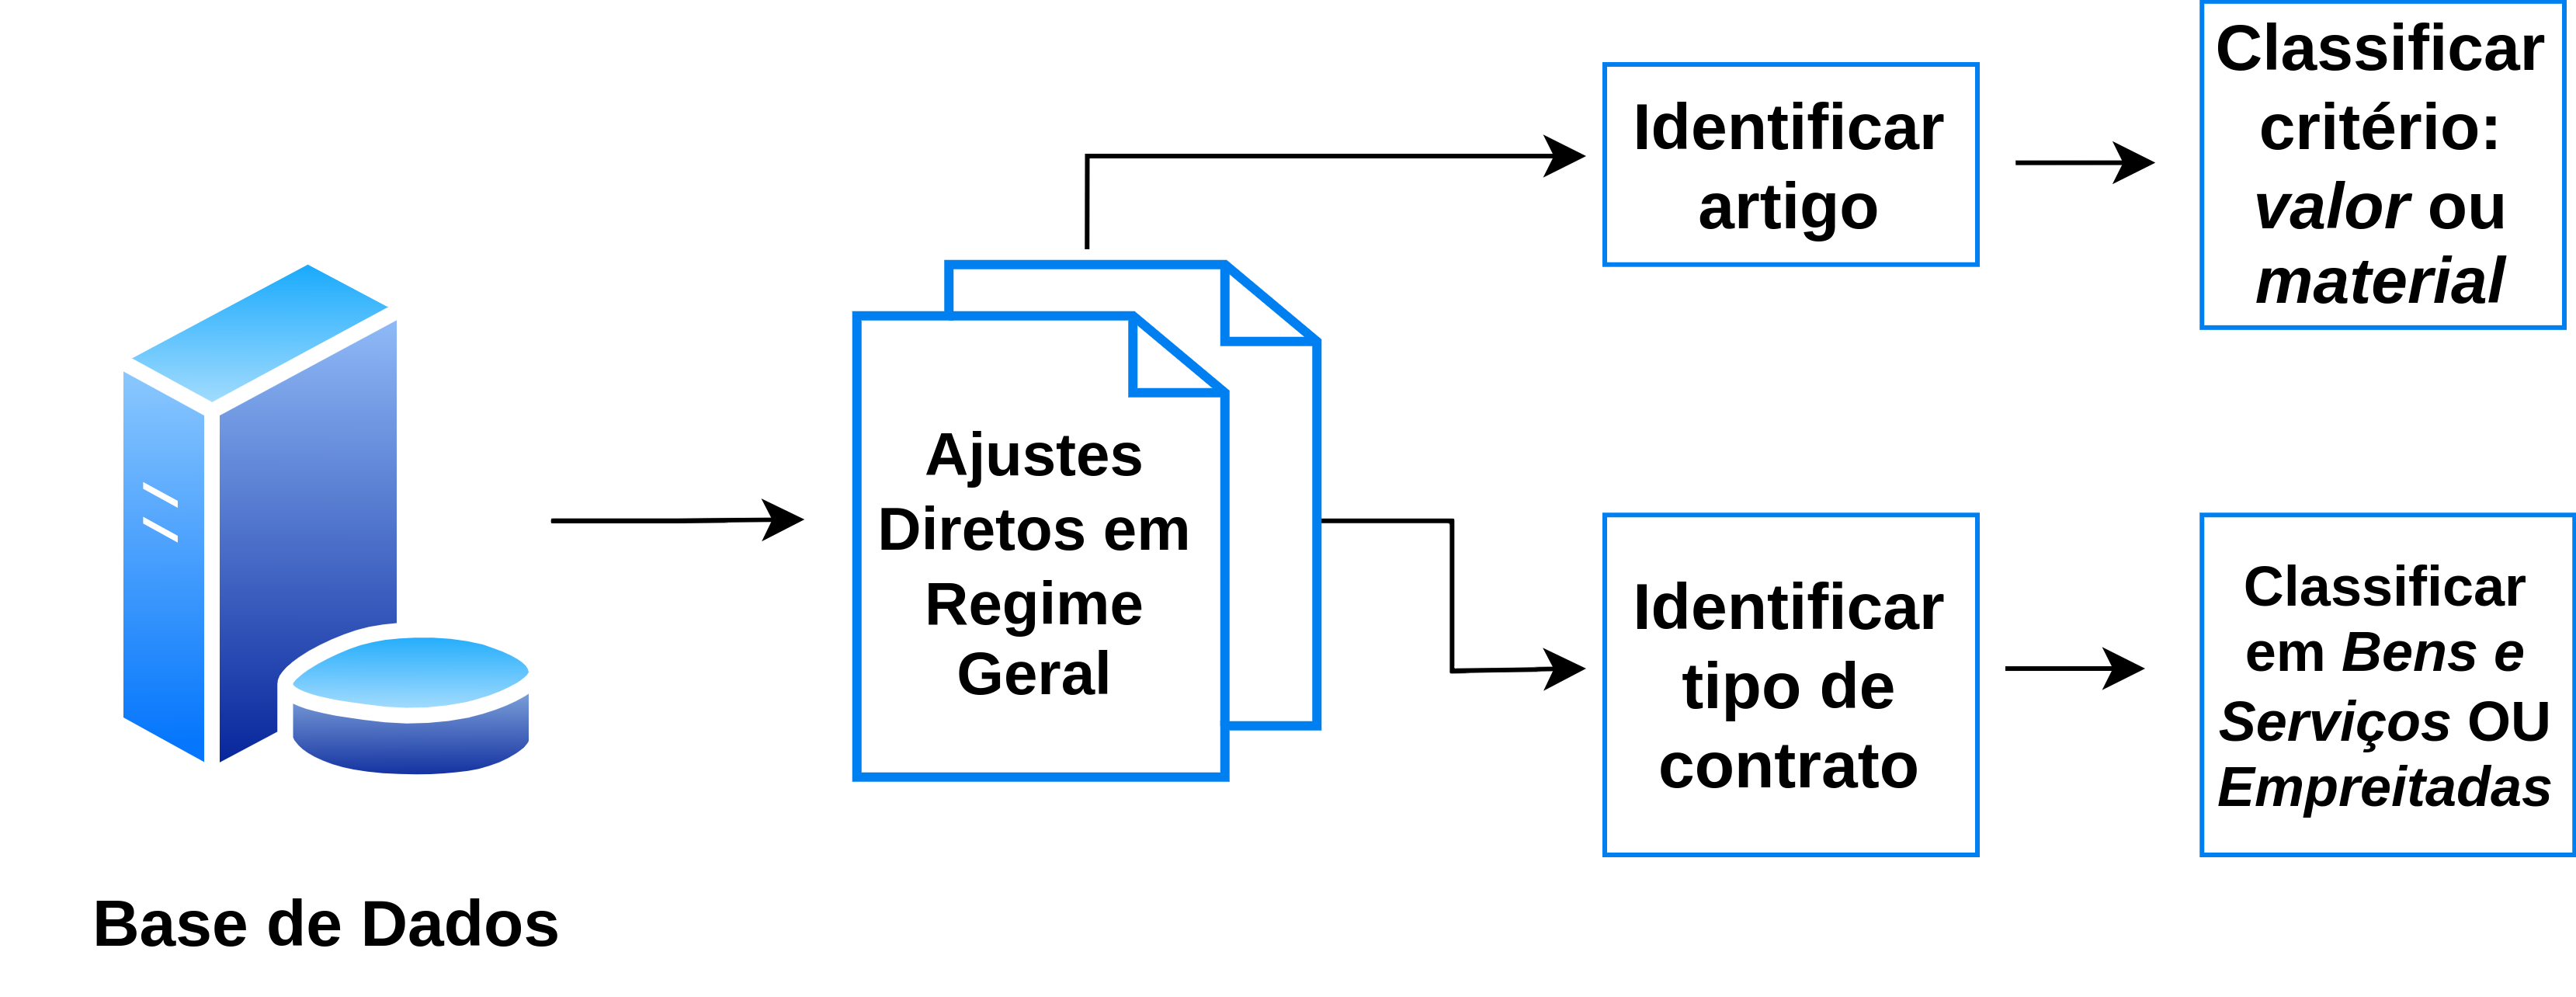 Base de Dados
Ajustes
Diretos em
Regime
Geral
Identificar
artigo
Classificar
critério:
valor ou
material
Identificar
tipo de
contrato
Classificar
em Bens e
Serviços OU
Empreitadas